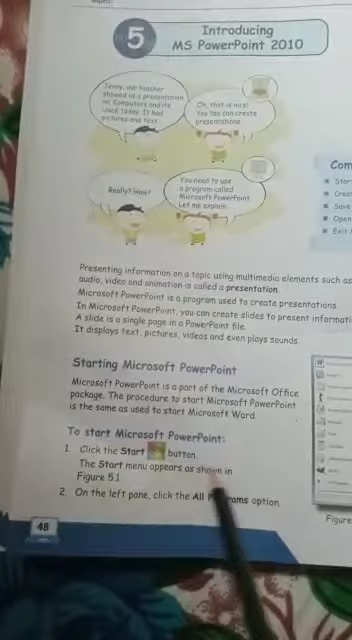 5
Introducing
MS PowerPoint 2010
Jenny, our teacher
showed us a presentation
on Computers and its
uses today. It had
pictures and text.
Oh, that is nice!
You too can create
presentations.
Really? How?
You need to use
a program called
Microsoft PowerPoint.
Let me explain.
Com
Star
Crea
Save
Open
Exit
Presenting information on a topic using multimedia elements such as
audio, video and animation is called a presentation.
Microsoft PowerPoint is a program used to create presentations.
In Microsoft PowerPoint, you can create slides to present informati
A slide is a single page in a PowerPoint file.
It displays text, pictures, videos and even plays sounds.
Starting Microsoft PowerPoint
Microsoft PowerPoint is a part of the Microsoft Office
package. The procedure to start Microsoft PowerPoint
is the same as used to start Microsoft Word.
To start Microsoft PowerPoint:
1. Click the Start button.
The Start menu appears as shown in
Figure 5.1
2. On the left pane, click the All option
48
Figure